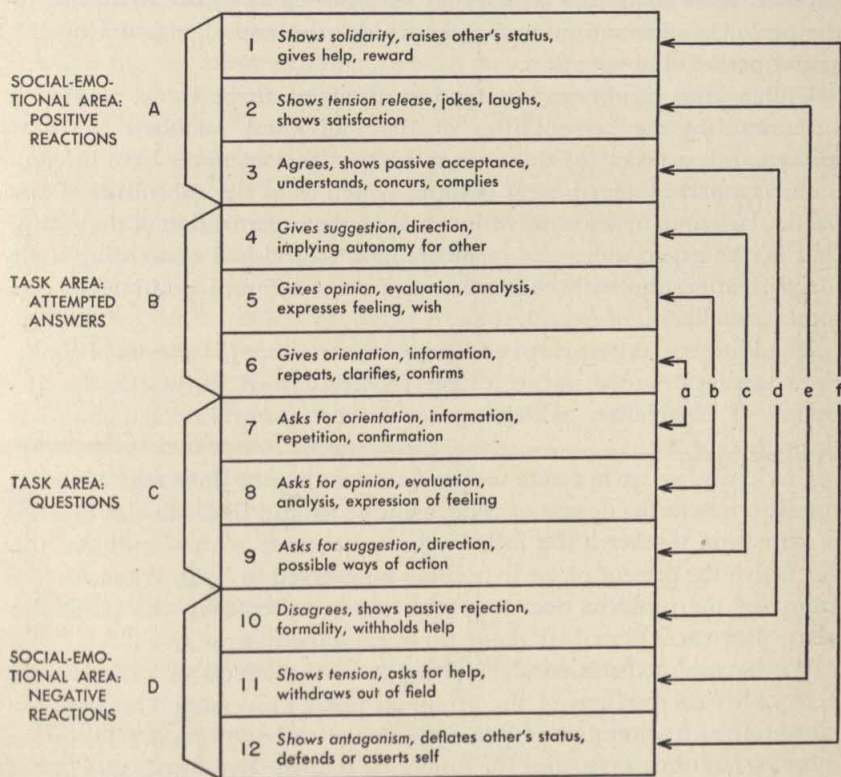 1 Shows solidarity, raises other's status,
gives help, reward
SOCIAL-EMO-
TIONAL AREA:
POSITIVE
REACTIONS
A
2 Shows tension release, jokes, laughs,
shows satisfaction
3 Agrees, shows passive acceptance,
understands, concurs, complies
4 Gives suggestion, direction,
implying autonomy for other
TASK AREA:
ATTEMPTED
ANSWERS
B
5 Gives opinion, evaluation, analysis,
expresses feeling, wish
6 Gives orientation, information,
repeats, clarifies, confirms
a b c d e f
7 Asks for orientation, information,
repetition, confirmation
TASK AREA:
QUESTIONS
C
8 Asks for opinion, evaluation,
analysis, expression of feeling
9 Asks for suggestion, direction,
possible ways of action
10 Disagrees, shows passive rejection,
formality, withholds help
SOCIAL-EMO-
TIONAL AREA:
NEGATIVE
REACTIONS
D
11 Shows tension, asks for help,
withdraws out of field
12 Shows antagonism, deflates other's status,
defends or asserts self